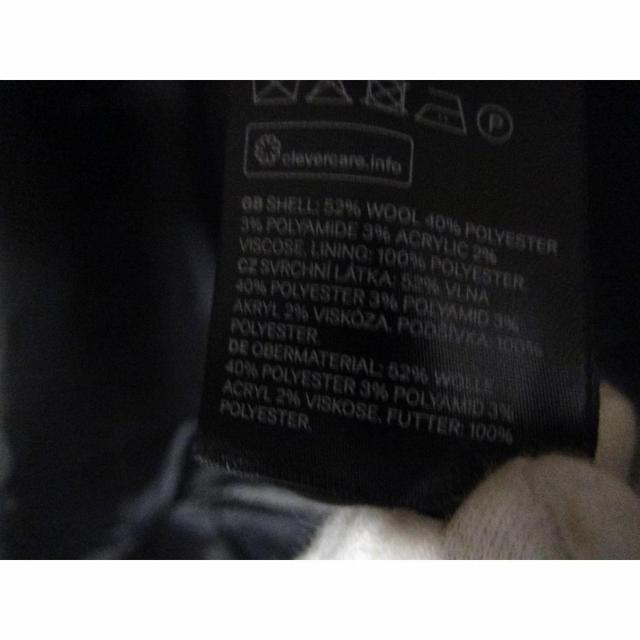 P
clevercare.info
GB SHELL: 52% WOOL 40% POLYESTER
3% POLYAMIDE 3% ACRYLIC 2%
VISCOSE, LINING: 100% POLYESTER
CZ SVRCHNÍ LÁTKA: 52% VLNA
40% POLYESTER 3% POLYAMID 3%
AKRYL 2% VISKÓZA, PODŠÍVKA: 100%
POLYESTER
DE OBERMATERIAL: 52% WOLLE
40% POLYESTER 3% POLYAMID 3%
ACRYL 2% VISKOSE, FUTTER: 100%
POLYESTER.